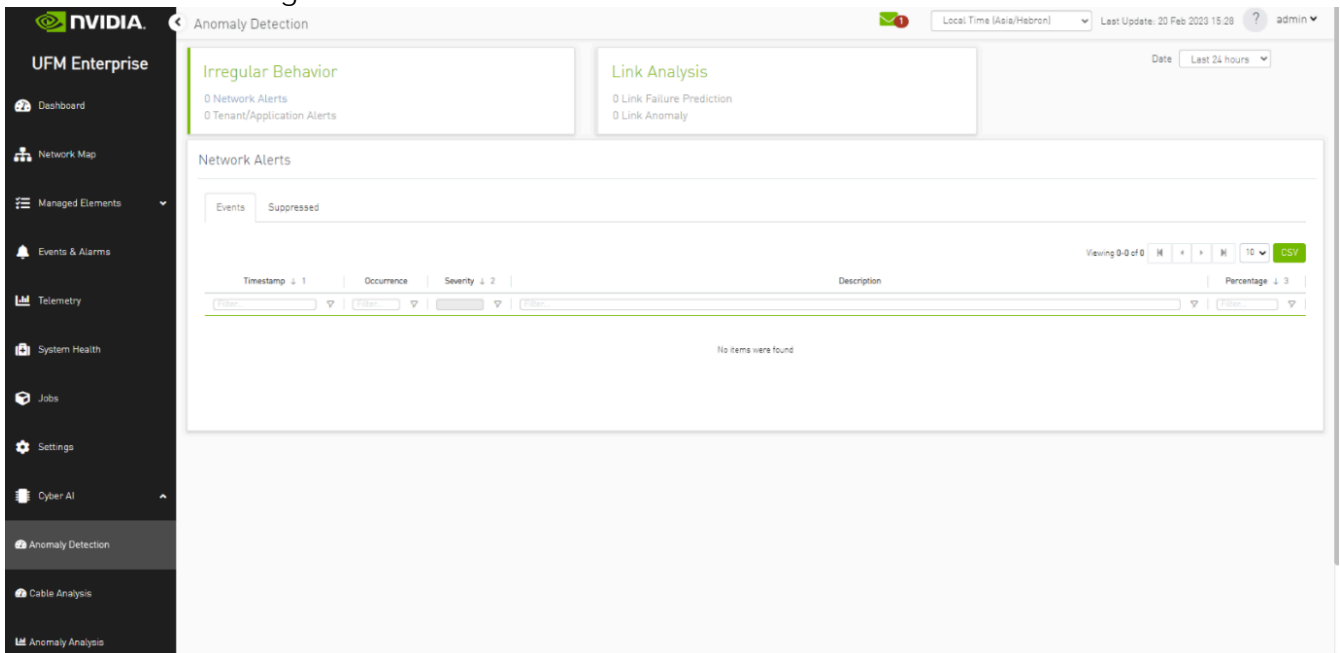 NVIDIA.
Anomaly Detection
1
Local Time (Asia/Hebron)
Last Update: 20 Feb 2023 15:28
?
admin
UFM Enterprise
Dashboard
Network Map
Managed Elements
Events & Alarms
Telemetry
System Health
Jobs
Settings
Cyber AI
Anomaly Detection
Cable Analysis
Anomaly Analysis
Irregular Behavior
0 Network Alerts
0 Tenant/Application Alerts
Link Analysis
0 Link Failure Prediction
0 Link Anomaly
Date Last 24 hours
Network Alerts
Events Suppressed
Viewing 0-0 of 0 10 CSV
Timestamp ↓ 1 Occurrence Severity ↓ 2 Description Percentage ↓ 3
Filter... Filter... Filter... Filter...
No items were found